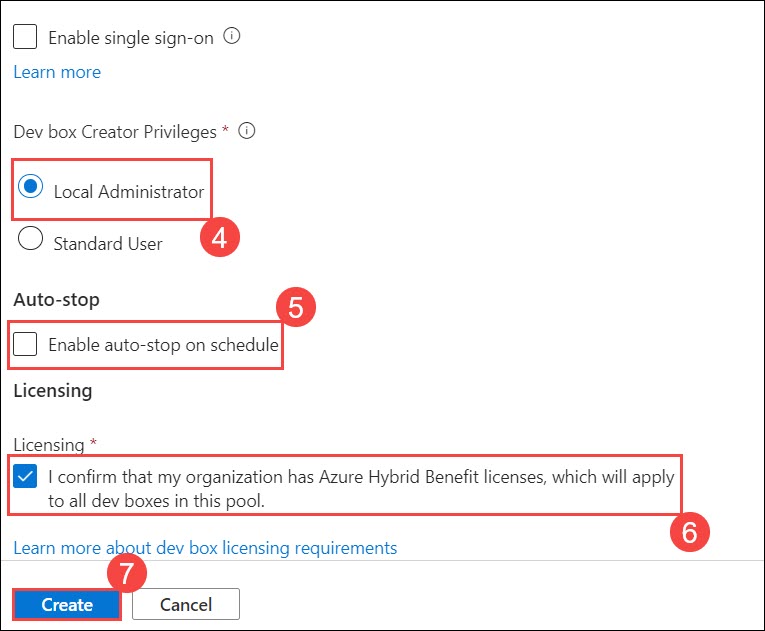 Enable single sign-on
Learn more
Dev box Creator Privileges *
Local Administrator
4
Standard User
Auto-stop
5
Enable auto-stop on schedule
Licensing
Licensing *
I confirm that my organization has Azure Hybrid Benefit licenses, which will apply
to all dev boxes in this pool.
6
Learn more about dev box licensing requirements
7
Create Cancel